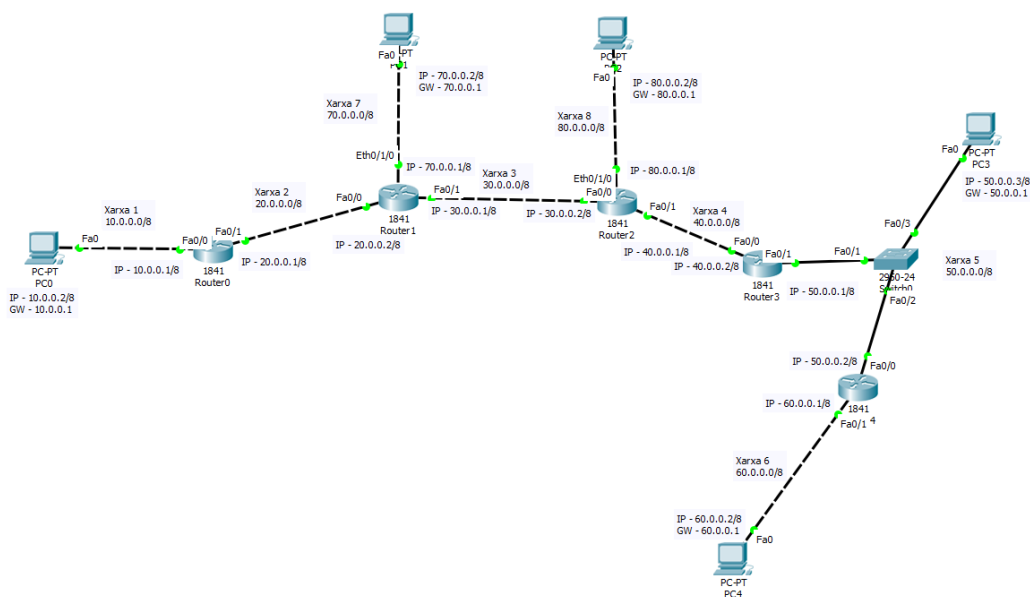 Fa0
PT
IP - 70.0.0.2/8
GW - 70.0.0.1
Xarxa 7
70.0.0.0/8
Eth0/1/0
IP - 70.0.0.1/8
Fa0/0
Fa0/1
1841
Router1
IP - 20.0.0.2/8
IP - 30.0.0.1/8
Xarxa 3
30.0.0.0/8
PC-PT
Fa0
IP - 80.0.0.2/8
GW - 80.0.0.1
Xarxa 8
80.0.0.0/8
Eth0/1/0
IP - 80.0.0.1/8
Fa0/0
IP - 30.0.0.2/8
Fa0/1
1841
Router2
Xarxa 4
40.0.0.0/8
IP - 40.0.0.1/8
IP - 40.0.0.2/8
Fa0/0
Fa0/1
1841
Router3
IP - 50.0.0.1/8
Xarxa 2
20.0.0.0/8
Xarxa 1
10.0.0.0/8
Fa0
PC-PT
PC0
IP - 10.0.0.2/8
GW - 10.0.0.1
Fa0/0
Fa0/1
IP - 10.0.0.1/8
IP - 20.0.0.1/8
1841
Router0
Fa0
PC-PT
PC3
IP - 50.0.0.3/8
GW - 50.0.0.1
Fa0/3
Fa0/1
2950-24
Switch0
Fa0/2
Xarxa 5
50.0.0.0/8
IP - 50.0.0.2/8
Fa0/0
IP - 60.0.0.1/8
1841
4
Fa0/1
Xarxa 6
60.0.0.0/8
IP - 60.0.0.2/8
GW - 60.0.0.1
Fa0
PC-PT
PC4